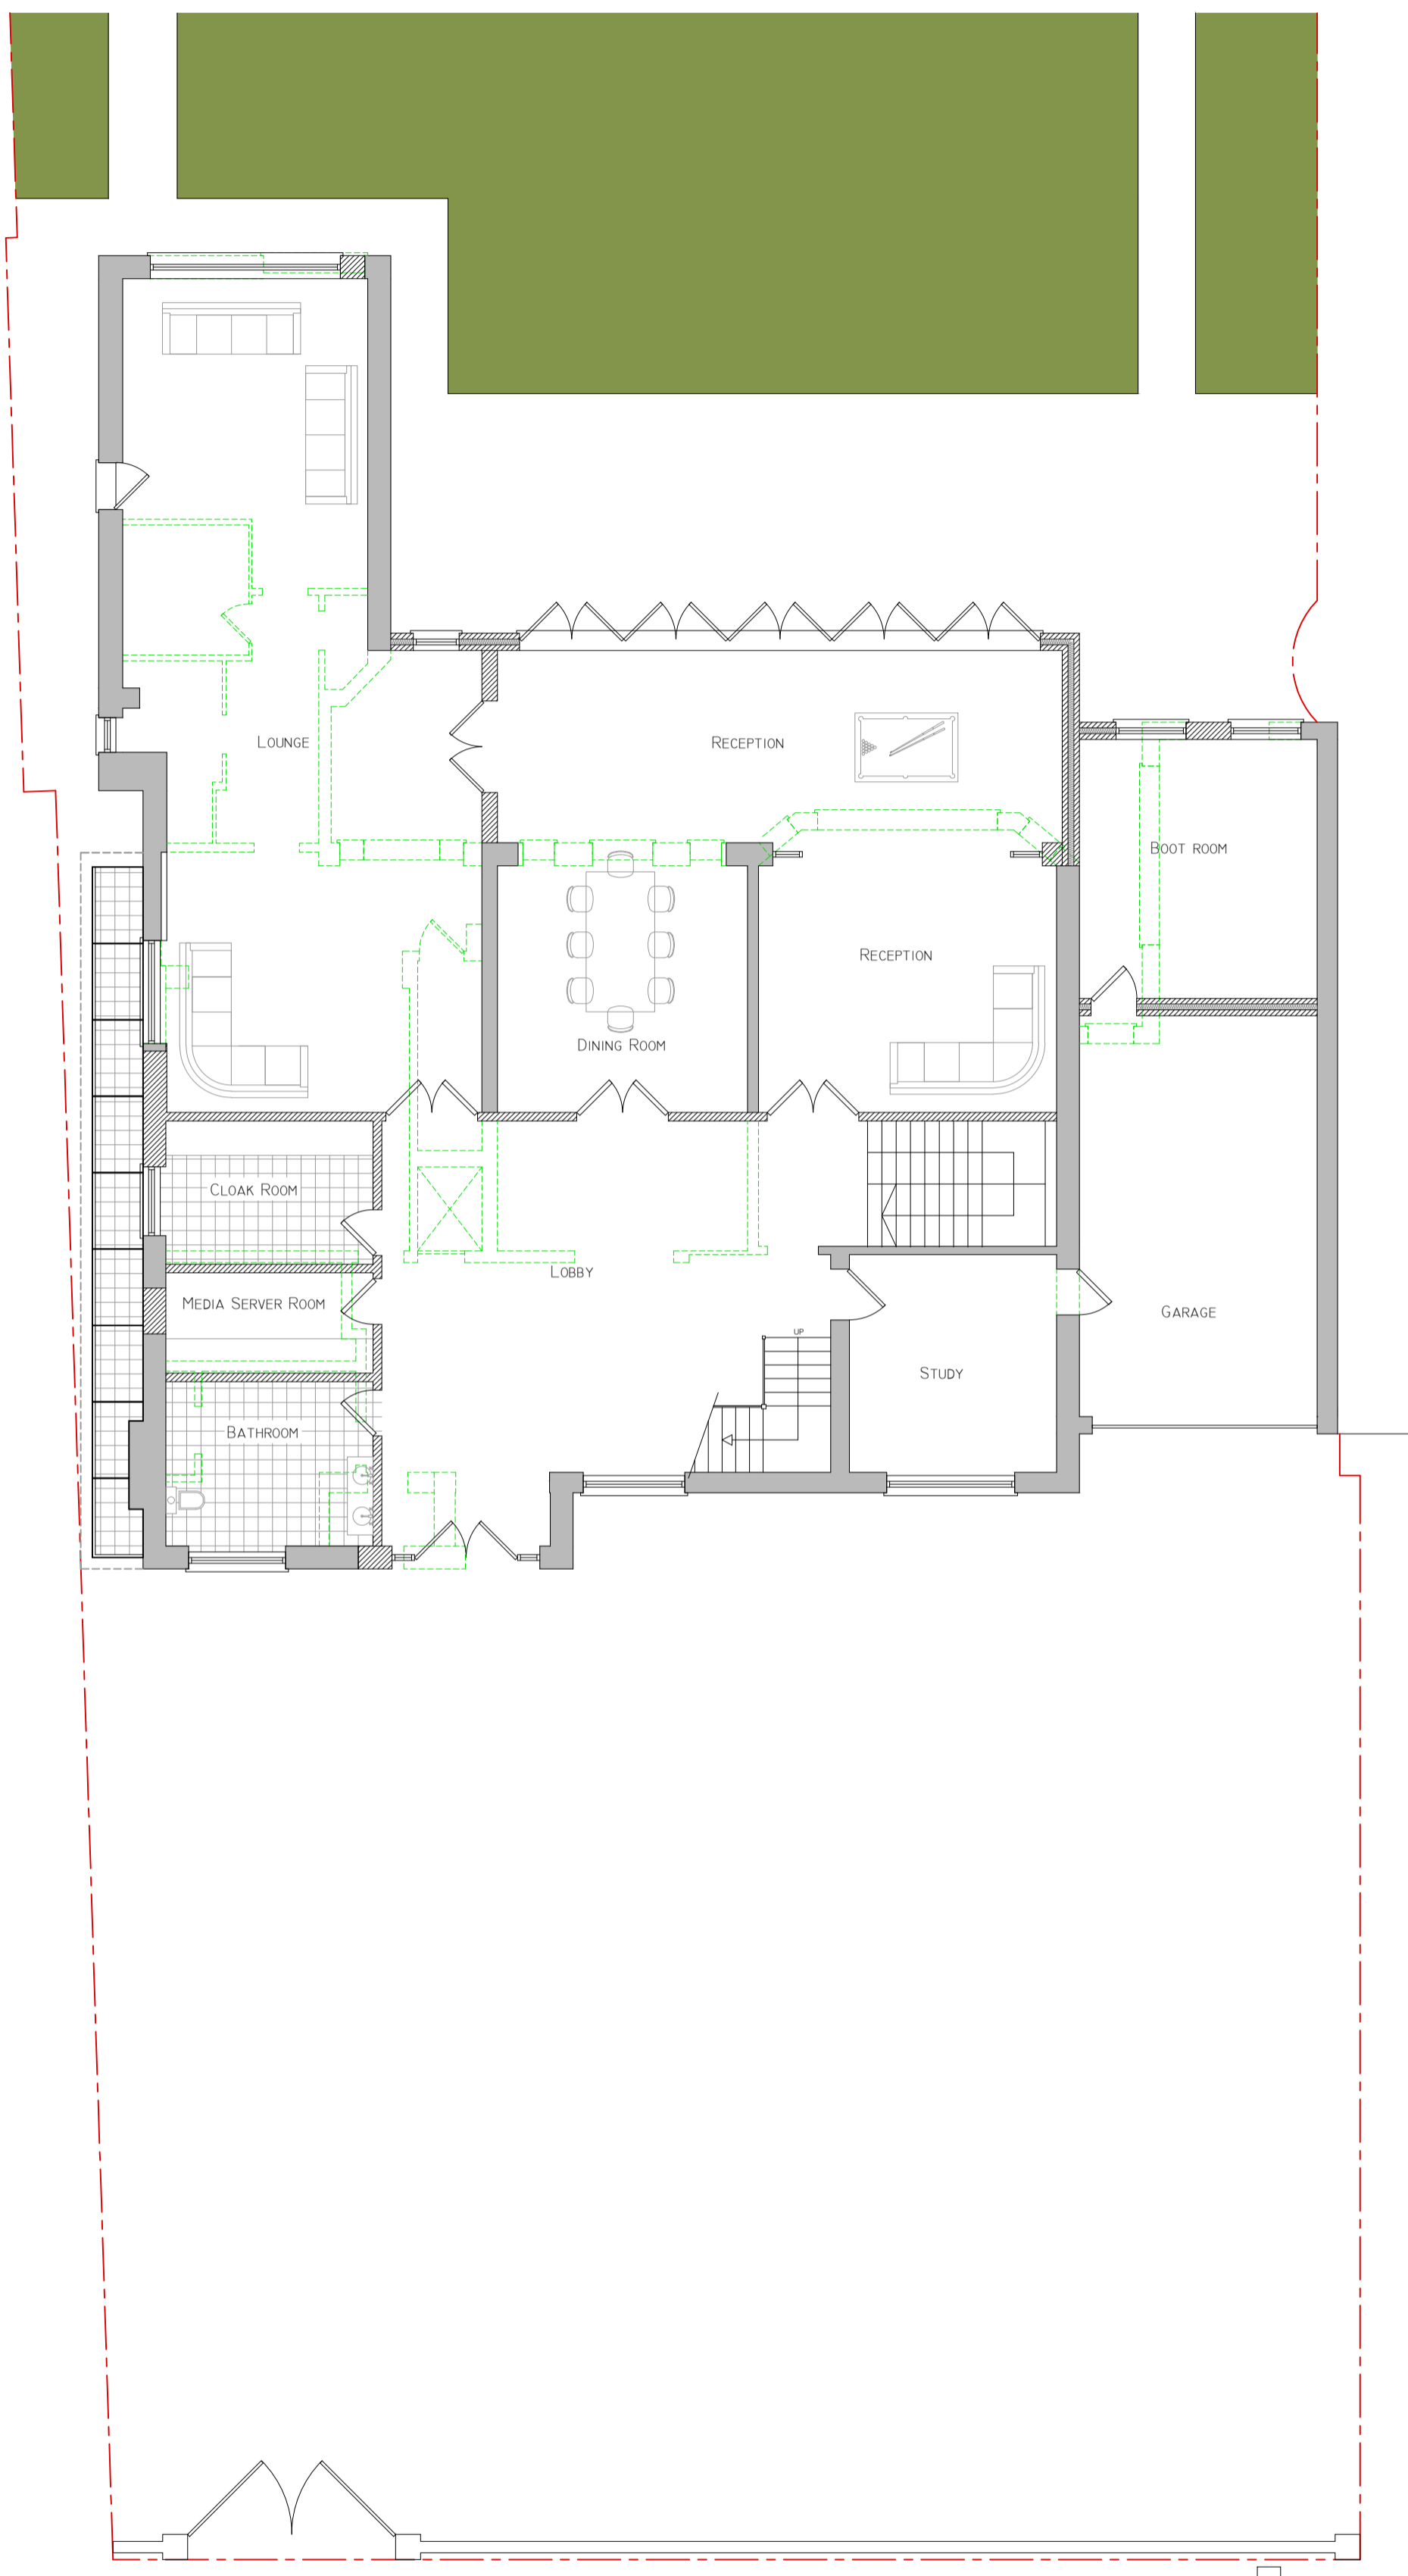 LOUNGE
RECEPTION
BOOT ROOM
RECEPTION
DINING ROOM
CLOAK ROOM
LOBBY
MEDIA SERVER ROOM
GARAGE
UP
STUDY
BATHROOM